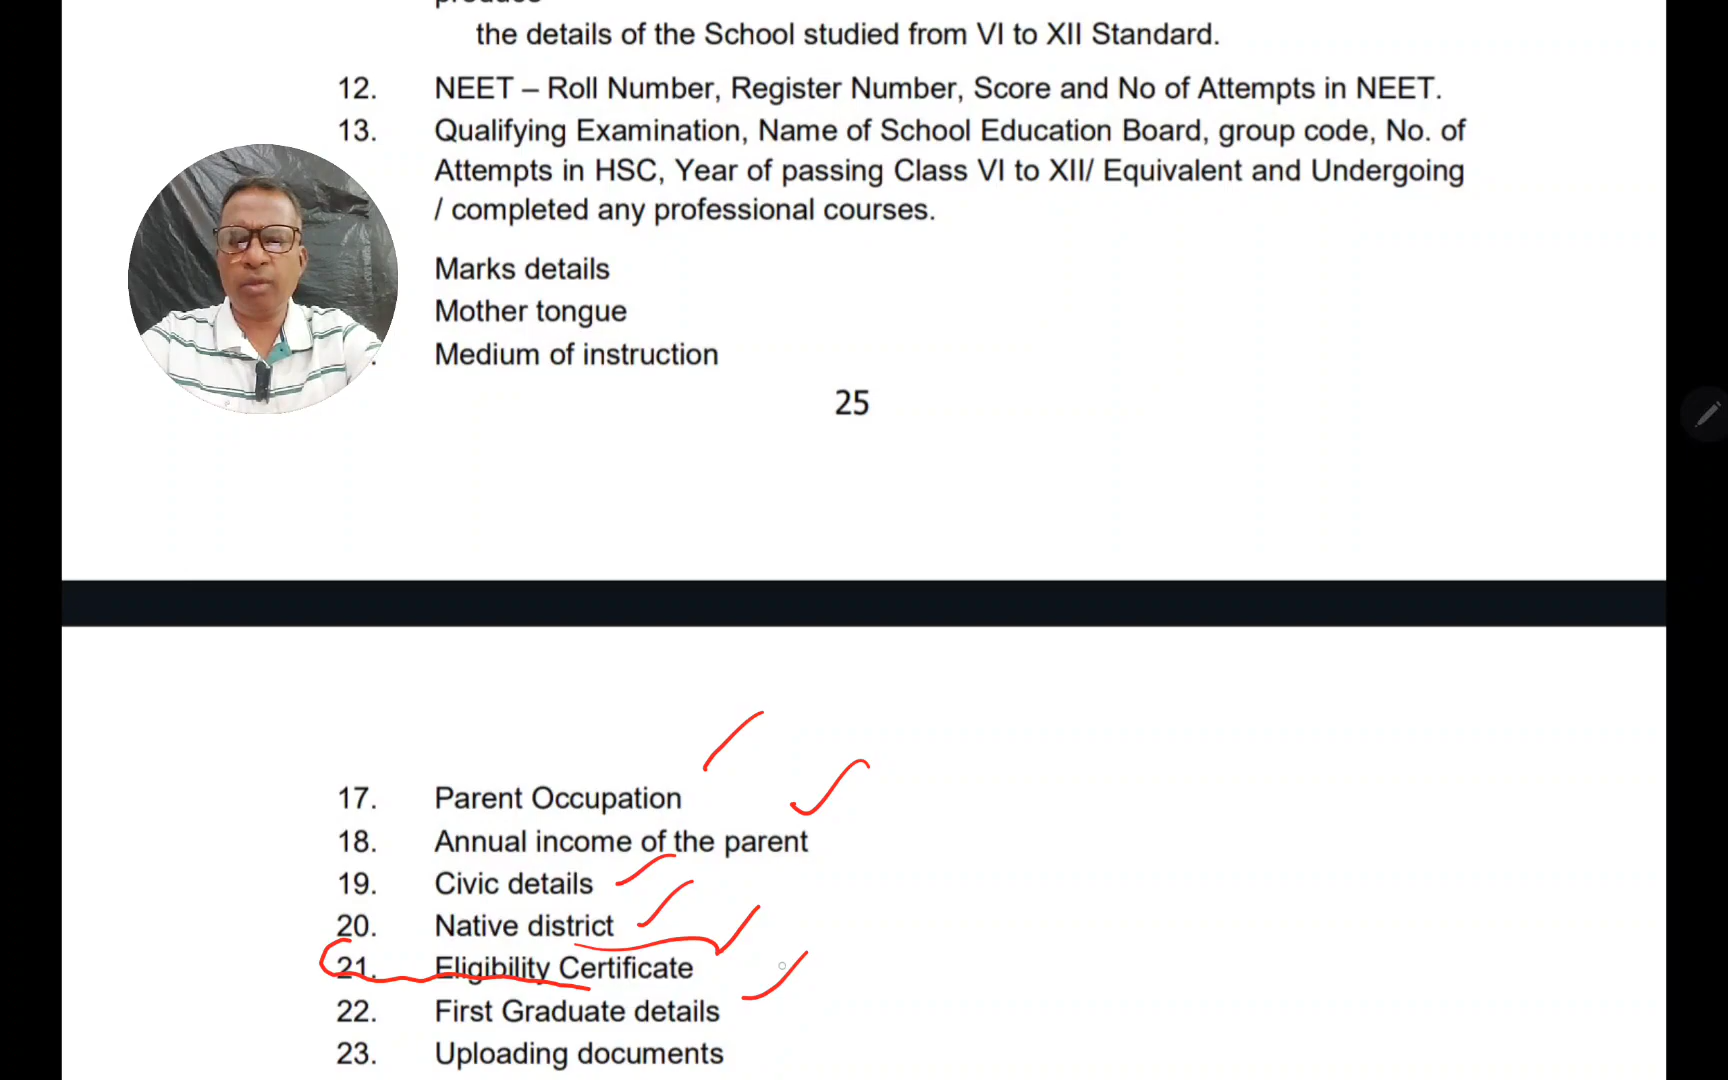 produce
the details of the School studied from VI to XII Standard.
12. NEET – Roll Number, Register Number, Score and No of Attempts in NEET.
13. Qualifying Examination, Name of School Education Board, group code, No. of
Attempts in HSC, Year of passing Class VI to XII/ Equivalent and Undergoing
/ completed any professional courses.
Marks details
Mother tongue
Medium of instruction
25
17. Parent Occupation
18. Annual income of the parent
19. Civic details
20. Native district
21. Eligibility Certificate
22. First Graduate details
23. Uploading documents